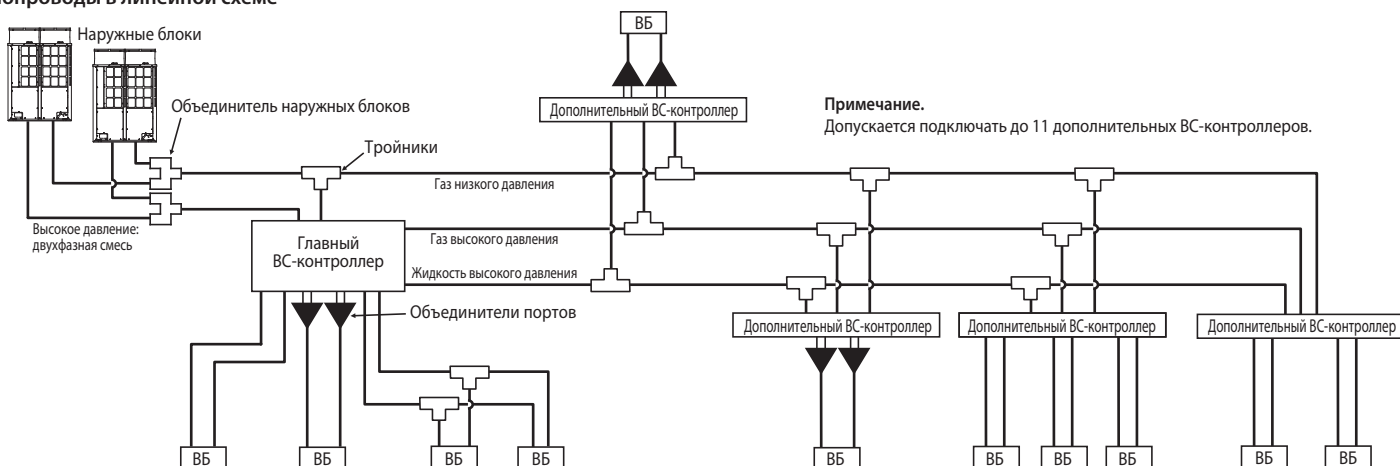 опроводы в линейной схеме
Наружные блоки
ВБ
Объединитель наружных блоков
Дополнительный ВС-контроллер
Примечание.
Допускается подключать до 11 дополнительных ВС-контроллеров.
Тройники
Газ низкого давления
Высокое давление:
двухфазная смесь
Главный
ВС-контроллер
Газ высокого давления
Жидкость высокого давления
Объединители портов
Дополнительный ВС-контроллер
Дополнительный ВС-контроллер
Дополнительный ВС-контроллер
ВБ
ВБ
ВБ
ВБ
ВБ
ВБ
ВБ
ВБ
ВБ
ВБ